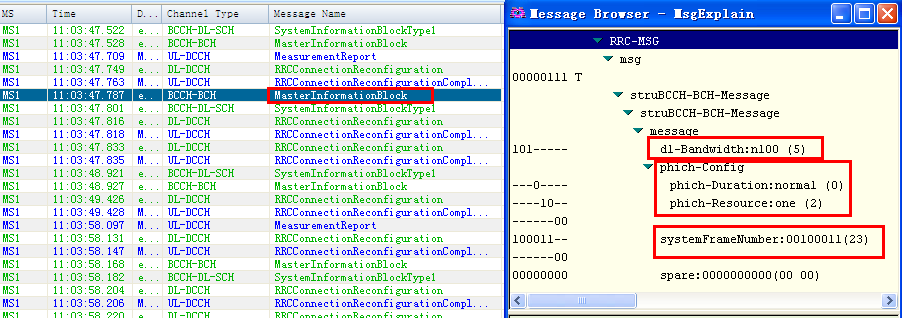 MS1 Time D... Channel Type Message Name
MS1 11:03:47.522 e... BCCH-DL-SCH SystemInformationBlockType1
MS1 11:03:47.528 e... BCCH-BCH MasterInformationBlock
MS1 11:03:47.709 M... UL-DCCH MeasurementReport
MS1 11:03:47.749 e... DL-DCCH RRCConnectionReconfiguration
MS1 11:03:47.763 M... UL-DCCH RRCConnectionReconfigurationCompl...
MS1 11:03:47.787 e... BCCH-BCH MasterInformationBlock
MS1 11:03:47.801 e... BCCH-DL-SCH SystemInformationBlockType1
MS1 11:03:47.816 e... DL-DCCH RRCConnectionReconfiguration
MS1 11:03:47.818 M... UL-DCCH RRCConnectionReconfigurationCompl...
MS1 11:03:47.833 e... DL-DCCH RRCConnectionReconfiguration
MS1 11:03:47.835 M... UL-DCCH RRCConnectionReconfigurationCompl...
MS1 11:03:48.921 e... BCCH-DL-SCH SystemInformationBlockType1
MS1 11:03:48.927 e... BCCH-BCH MasterInformationBlock
MS1 11:03:49.426 e... DL-DCCH RRCConnectionReconfiguration
MS1 11:03:49.428 M... UL-DCCH RRCConnectionReconfigurationCompl...
MS1 11:03:58.097 M... UL-DCCH MeasurementReport
MS1 11:03:58.131 e... DL-DCCH RRCConnectionReconfiguration
MS1 11:03:58.147 M... UL-DCCH RRCConnectionReconfigurationCompl...
MS1 11:03:58.168 e... BCCH-BCH MasterInformationBlock
MS1 11:03:58.182 e... BCCH-DL-SCH SystemInformationBlockType1
MS1 11:03:58.204 e... DL-DCCH RRCConnectionReconfiguration
MS1 11:03:58.206 M... UL-DCCH RRCConnectionReconfigurationCompl...
MS1 11:03:58.220 e... DL-DCCH RRCConnectionReconfiguration
Message Browser - MsgExplain
RRC-MSG
msg
00000111 T
struBCCH-BCH-Message
struBCCH-BCH-Message
message
101----- dl-Bandwidth:n100 (5)
phich-Config
---0---- phich-Duration:normal (0)
----10-- phich-Resource:one (2)
------00
100011-- systemFrameNumber:00100011(23)
------00
00000000 spare:0000000000(00 00)